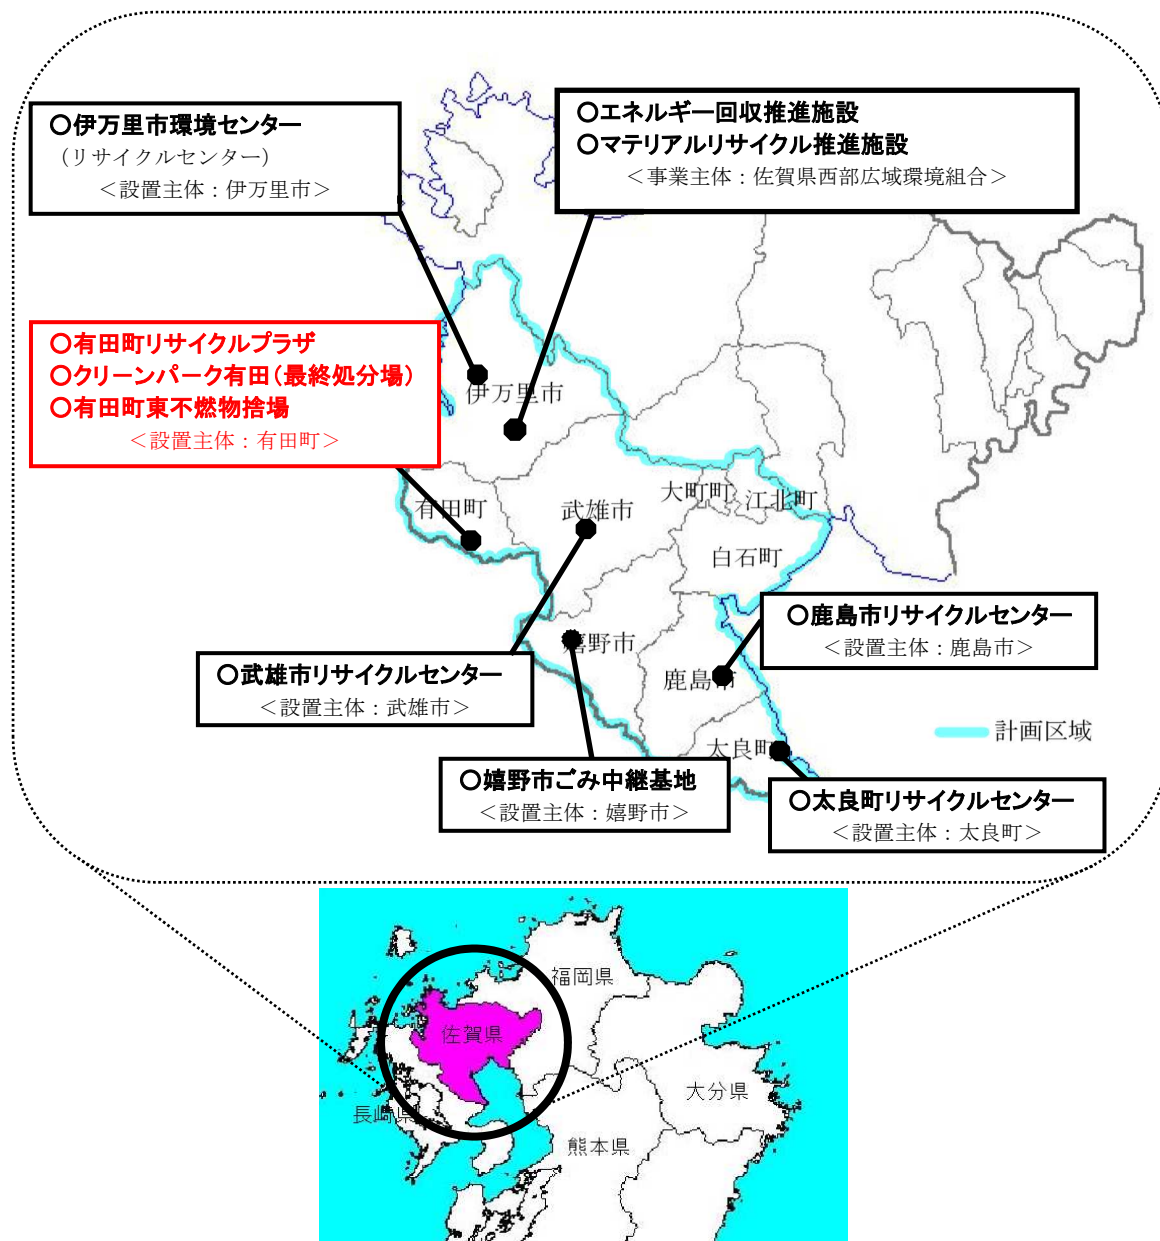 ○伊万里市環境センター
（リサイクルセンター）
＜設置主体：伊万里市＞
○エネルギー回収推進施設
○マテリアルリサイクル推進施設
＜事業主体：佐賀県西部広域環境組合＞
○有田町リサイクルプラザ
○クリーンパーク有田（最終処分場）
○有田町東不燃物捨場
＜設置主体：有田町＞
伊万里市
有田町
武雄市
大町町
江北町
白石町
嬉野市
鹿島市
太良町
○鹿島市リサイクルセンター
＜設置主体：鹿島市＞
○武雄市リサイクルセンター
＜設置主体：武雄市＞
計画区域
○嬉野市ごみ中継基地
＜設置主体：嬉野市＞
○太良町リサイクルセンター
＜設置主体：太良町＞
福岡県
佐賀県
大分県
長崎県
熊本県